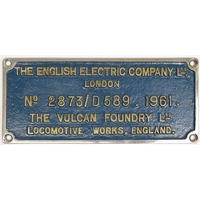 THE ENGLISH ELECTRIC COMPANY LD
LONDON
No 2873/D589. 1961.
THE VULCAN FOUNDRY, LD
LOCOMOTIVE WORKS, ENGLAND.